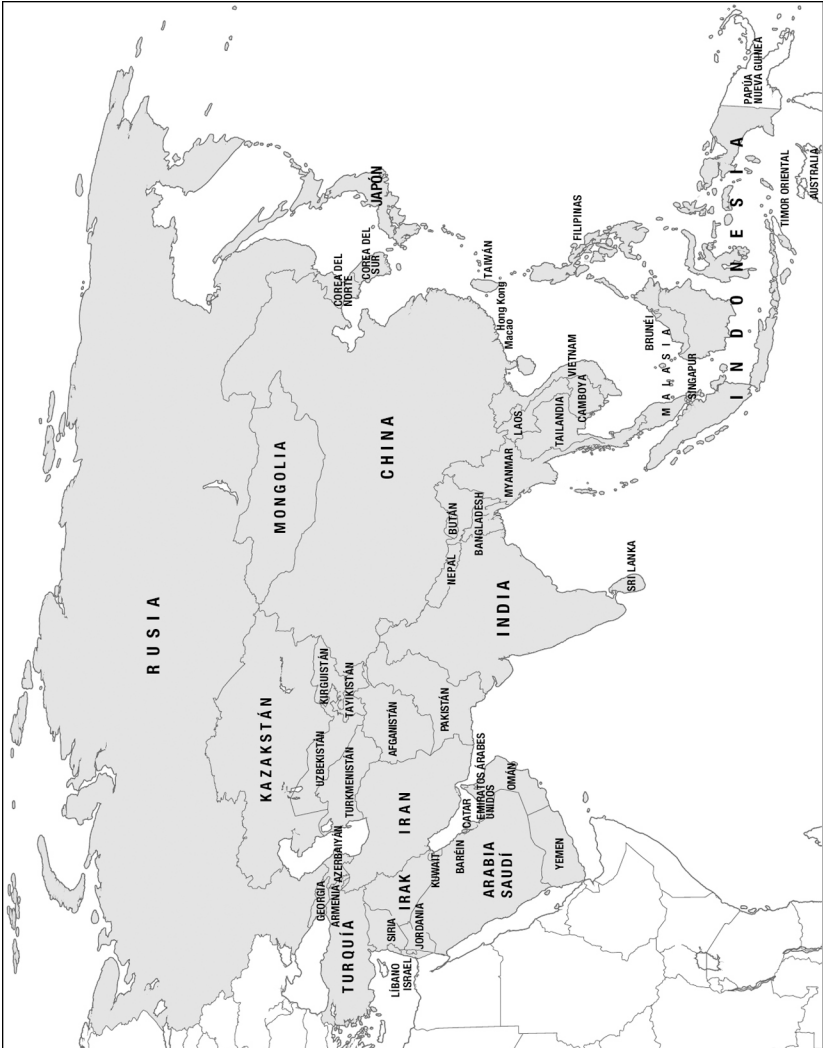 RUSIA
KAZAKSTÁN
MONGOLIA
CHINA
COREA DEL
NORTE
COREA DEL
SUR
JAPÓN
GEORGIA
ARMENIA
AZERBAIYÁN
TURQUÍA
UZBEKISTÁN
TURKMENISTÁN
KIRGUISTÁN
TAYIKISTÁN
AFGANISTÁN
PAKISTÁN
IRAN
IRAK
SIRIA
LÍBANO
ISRAEL
JORDANIA
KUWAIT
BARÉIN
CATAR
EMIRATOS ÁRABES
UNIDOS
OMÁN
ARABIA
SAUDÍ
YEMEN
NEPAL
BUTÁN
BANGLADESH
INDIA
SRI LANKA
MYANMAR
LAOS
TAILANDIA
VIETNAM
CAMBOYA
TAIWÁN
Hong Kong
Macao
FILIPINAS
BRUNÉI
MALASIA
SINGAPUR
INDONESIA
PAPÚA
NUEVA GUINEA
TIMOR ORIENTAL
AUSTRALIA